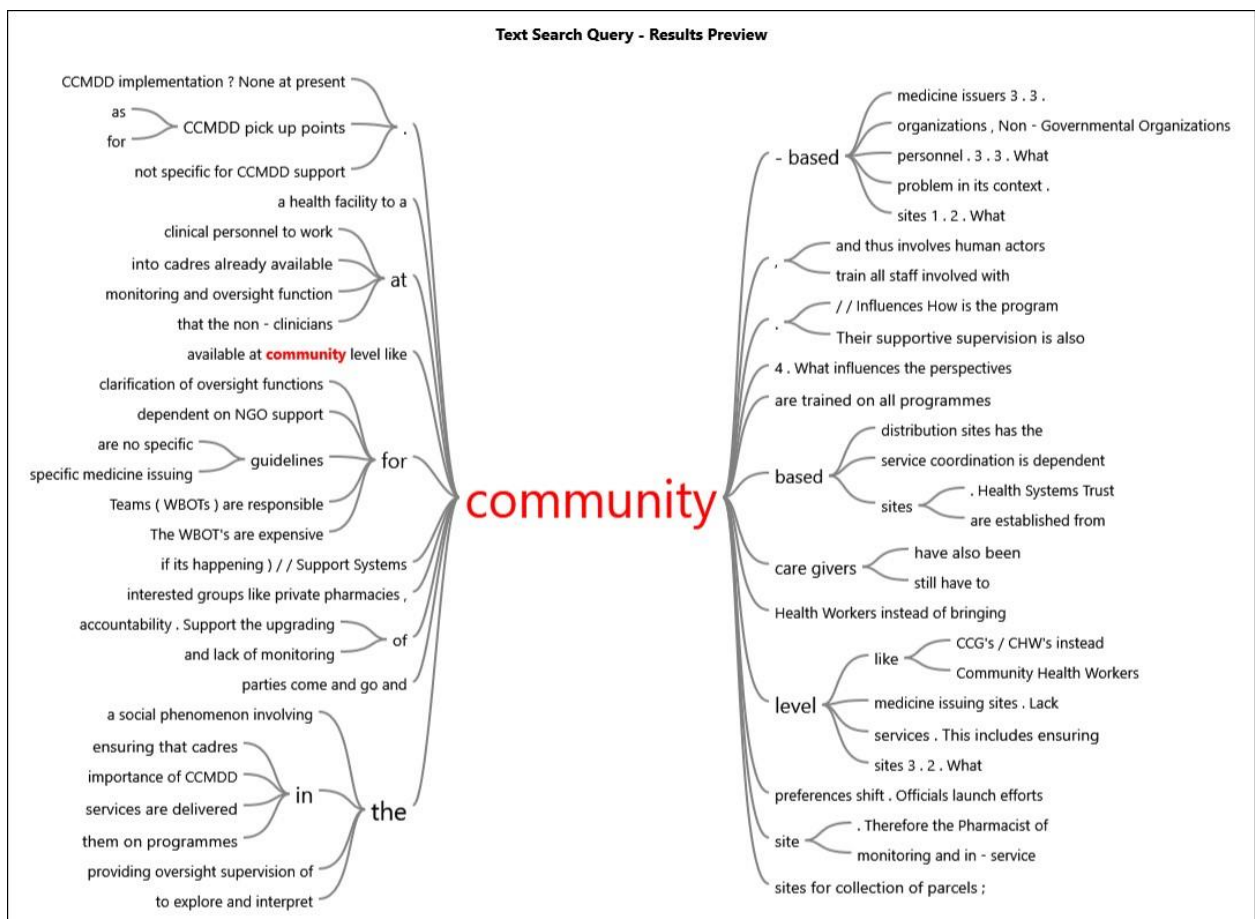 Text Search Query - Results Preview
CCMDD implementation ? None at present
as
for
CCMDD pick up points
.
not specific for CCMDD support
a health facility to a
clinical personnel to work
into cadres already available
at
monitoring and oversight function
that the non - clinicians
available at community level like
clarification of oversight functions
dependent on NGO support
are no specific
guidelines
for
specific medicine issuing
Teams ( WBOTs ) are responsible
The WBOT's are expensive
if its happening ) / / Support Systems
interested groups like private pharmacies ,
accountability . Support the upgrading
of
and lack of monitoring
parties come and go and
a social phenomenon involving
ensuring that cadres
importance of CCMDD
in
services are delivered
the
them on programmes
providing oversight supervision of
to explore and interpret
community
medicine issuers 3 . 3 .
organizations , Non - Governmental Organizations
- based
personnel . 3 . 3 . What
problem in its context .
sites 1 . 2 . What
and thus involves human actors
,
train all staff involved with
/ / Influences How is the program
.
Their supportive supervision is also
4 . What influences the perspectives
are trained on all programmes
distribution sites has the
service coordination is dependent
based
. Health Systems Trust
sites
are established from
have also been
care givers
still have to
Health Workers instead of bringing
CCG's / CHW's instead
like
Community Health Workers
level
medicine issuing sites . Lack
services . This includes ensuring
sites 3 . 2 . What
preferences shift . Officials launch efforts
. Therefore the Pharmacist of
site
monitoring and in - service
sites for collection of parcels ;